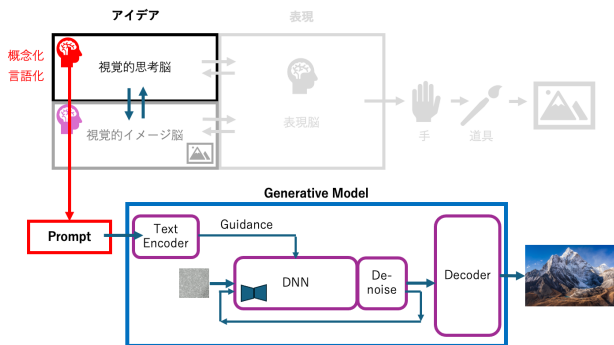 アイデア
表現
概念化
言語化
視覚的思考脳
視覚的イメージ脳
表現脳
手
道具
Generative Model
Prompt
Text
Encoder
Guidance
DNN
De-
noise
Decoder